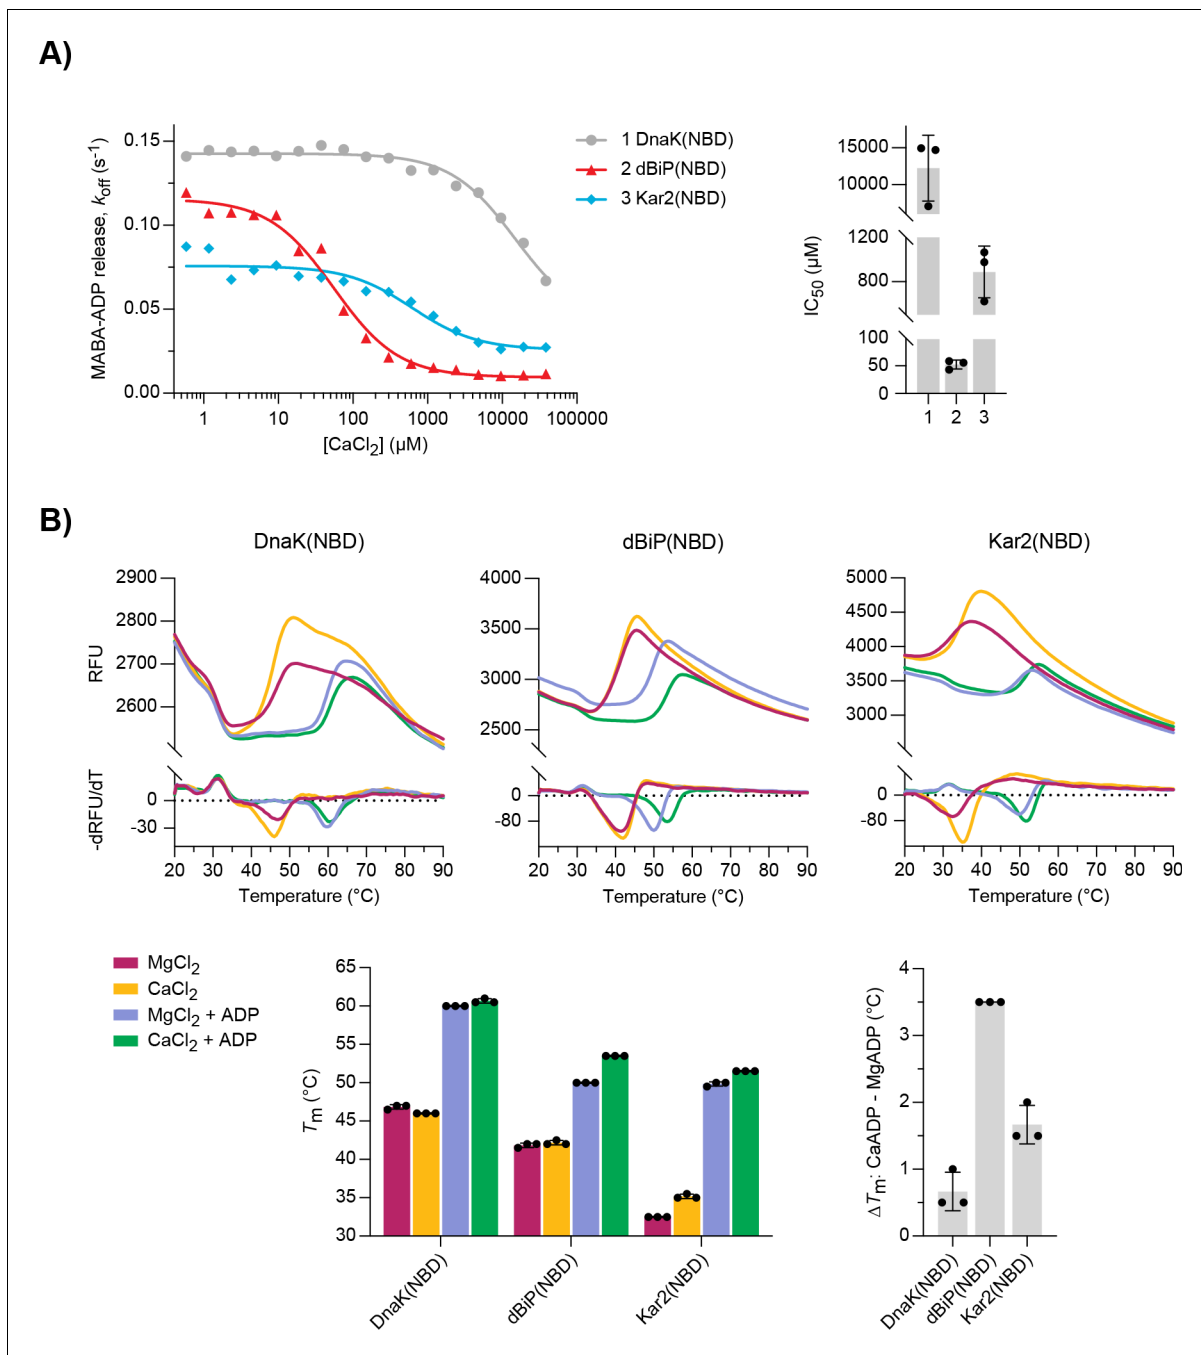 A)
MABA-ADP release, koff (s-1)
0.15
0.10
0.05
0.00
1 10 100 1000 10000 100000
[CaCl2] (µM)
1 DnaK(NBD)
2 dBiP(NBD)
3 Kar2(NBD)
IC50 (µM)
15000
10000
1200
800
100
50
0
1 2 3
B)
DnaK(NBD)
RFU
2900
2800
2700
2600
-dRFU/dT
0
-30
20 30 40 50 60 70 80 90
Temperature (°C)
dBiP(NBD)
4000
3500
3000
2500
0
-80
20 30 40 50 60 70 80 90
Temperature (°C)
Kar2(NBD)
5000
4500
4000
3500
3000
0
-80
20 30 40 50 60 70 80 90
Temperature (°C)
MgCl2
CaCl2
MgCl2 + ADP
CaCl2 + ADP
Tm (°C)
65
60
55
50
45
40
35
30
DnaK(NBD)
dBiP(NBD)
Kar2(NBD)
ΔTm: CaADP - MgADP (°C)
4
3
2
1
0
DnaK(NBD)
dBiP(NBD)
Kar2(NBD)